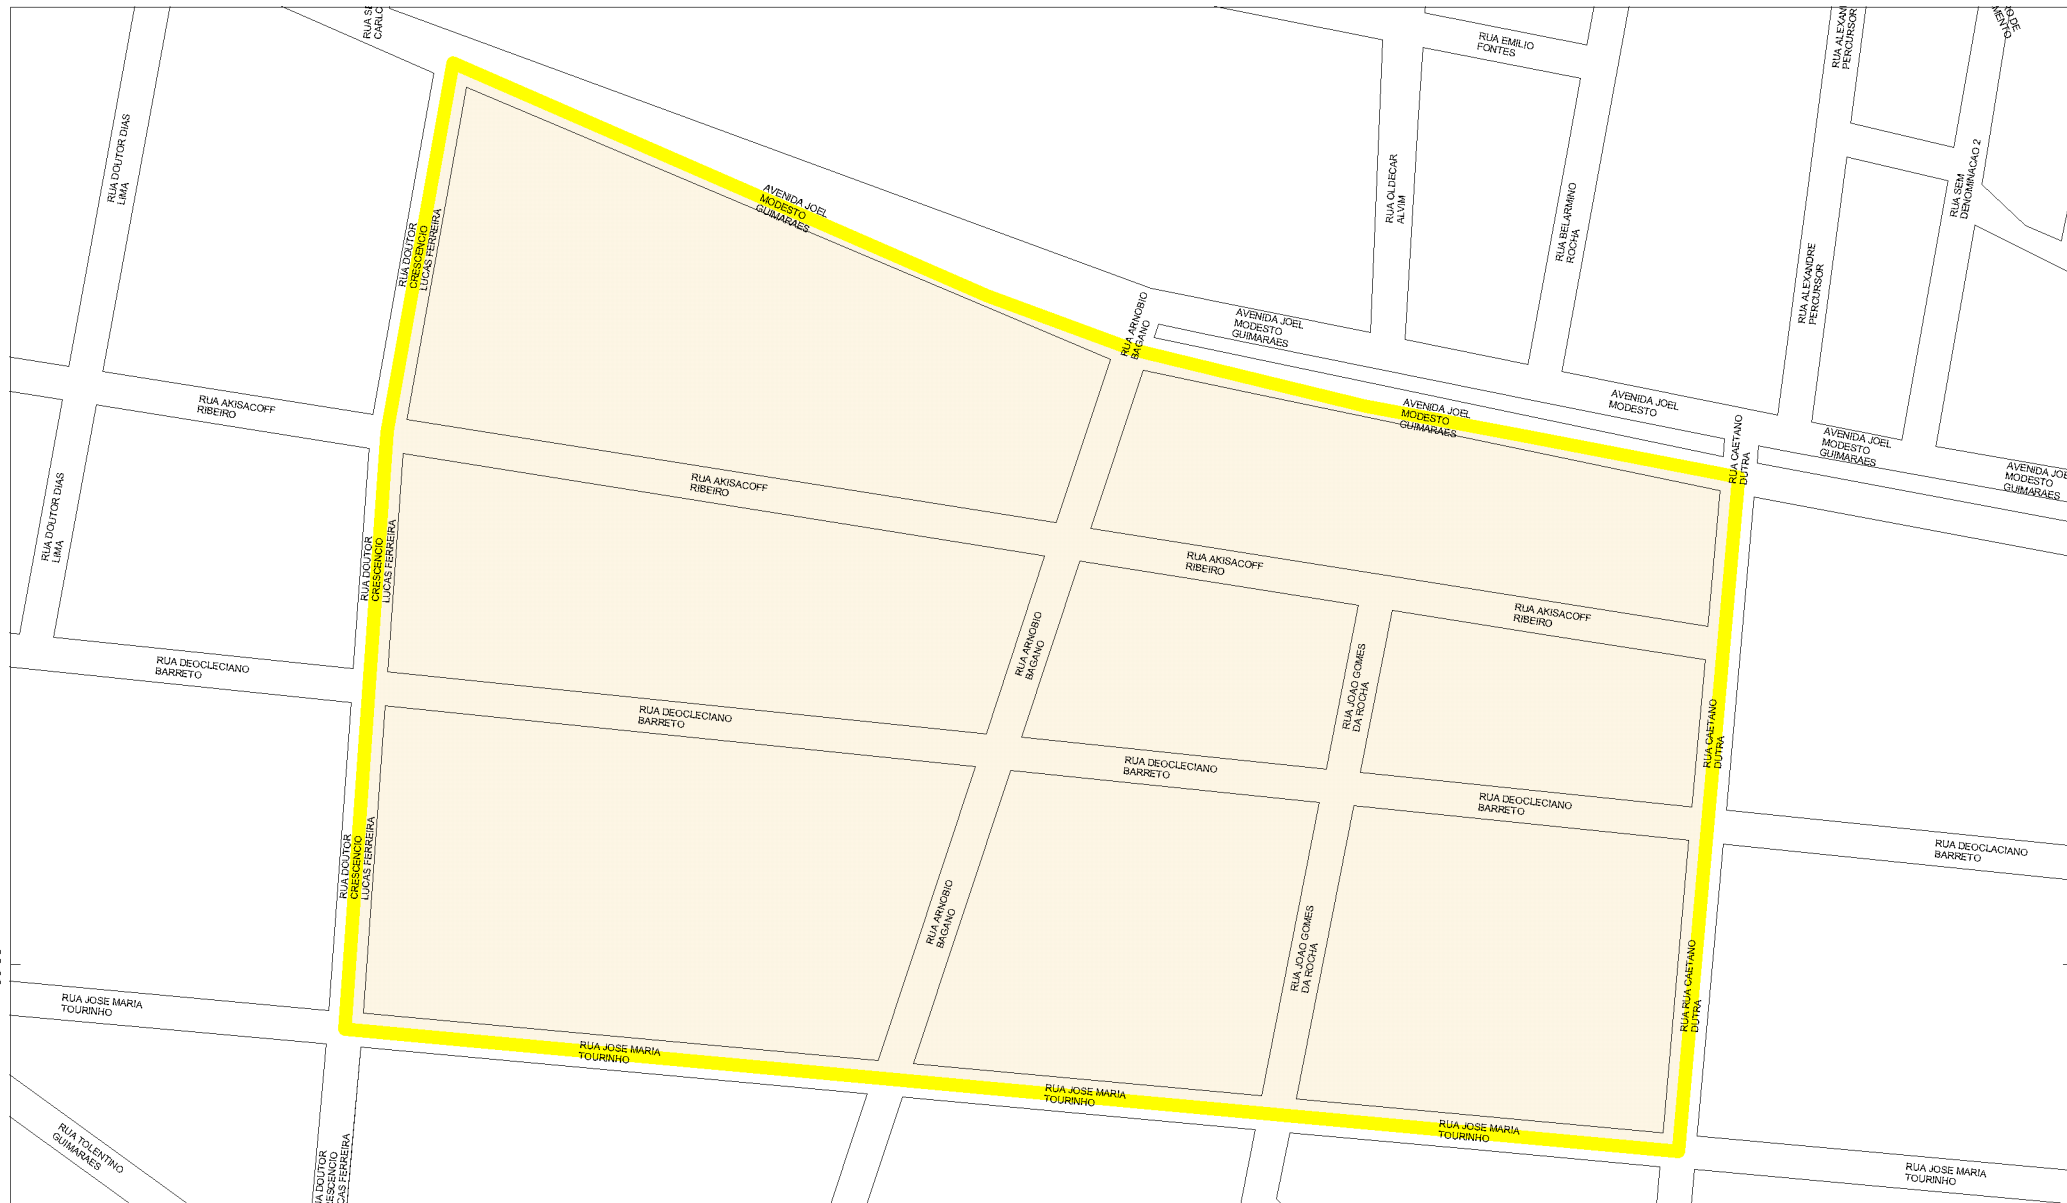 RUA EMILIO
FONTES
RUA DOUTOR DIAS
LIMA
AVENIDA JOEL
MODESTO
GUIMARAES
RUA DOUTOR
CRESCENCIO
LUCAS FERREIRA
RUA OLDECAR
ALVIM
RUA BELARMINO
ROCHA
RUA SEM
DENOMINACAO 2
RUA ALEXANDRE
PERCURSOR
RUA ARNOBIO
BAGANO
AVENIDA JOEL
MODESTO
GUIMARAES
RUA AKISACOFF
RIBEIRO
AVENIDA JOEL
MODESTO
GUIMARAES
AVENIDA JOEL
MODESTO
RUA CAETANO
DUTRA
AVENIDA JOEL
MODESTO
GUIMARAES
AVENIDA JOE
MODESTO
GUIMARAES
RUA AKISACOFF
RIBEIRO
RUA DOUTOR DIAS
LIMA
RUA DOUTOR
CRESCENCIO
LUCAS FERREIRA
RUA AKISACOFF
RIBEIRO
RUA AKISACOFF
RIBEIRO
RUA ARNOBIO
BAGANO
RUA JOAO GOMES
DA ROCHA
RUA DEOCLECIANO
BARRETO
RUA DEOCLECIANO
BARRETO
RUA CAETANO
DUTRA
RUA DEOCLECIANO
BARRETO
RUA DEOCLECIANO
BARRETO
RUA DOUTOR
CRESCENCIO
LUCAS FERREIRA
RUA DEOCLACIANO
BARRETO
RUA ARNOBIO
BAGANO
RUA JOAO GOMES
DA ROCHA
RUA RUA CAETANO
DUTRA
RUA JOSE MARIA
TOURINHO
RUA JOSE MARIA
TOURINHO
RUA JOSE MARIA
TOURINHO
RUA JOSE MARIA
TOURINHO
RUA JOSE MARIA
TOURINHO
RUA TOLENTINO
GUIMARAES